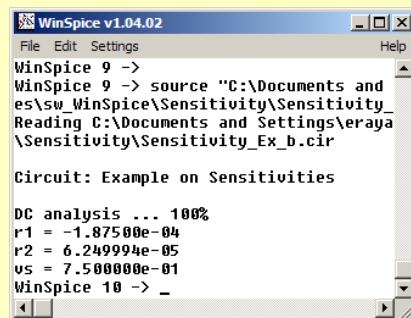 WinSpice v1.04.02
File Edit Settings Help
WinSpice 9 ->
WinSpice 9 -> source "C:\Documents and
es\sw_WinSpice\Sensitivity\Sensitivity_
Reading C:\Documents and Settings\eraya
\Sensitivity\Sensitivity_Ex_b.cir
Circuit: Example on Sensitivities
DC analysis ... 100%
r1 = -1.87500e-04
r2 = 6.249994e-05
vs = 7.500000e-01
WinSpice 10 -> _